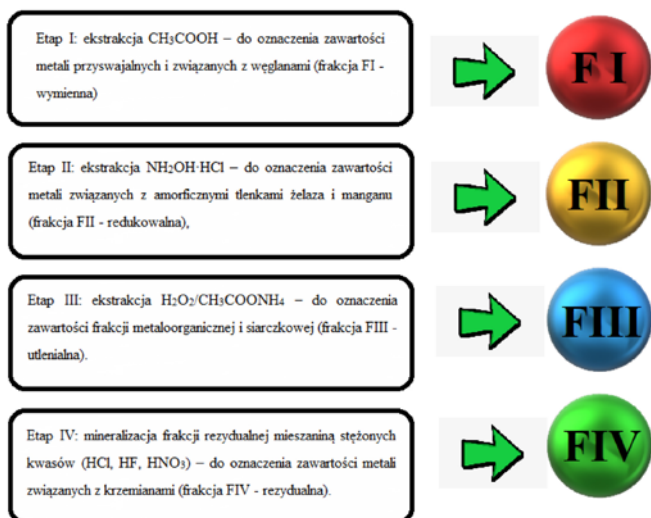 Etap I: ekstrakcja CH3COOH – do oznaczenia zawartości
metali przyswajalnych i związanych z węglanami (frakcja FI -
wymienna)
F I
Etap II: ekstrakcja NH2OH·HCl – do oznaczenia zawartości
metali związanych z amorficznymi tlenkami żelaza i manganu
(frakcja FII - redukowalna),
FII
Etap III: ekstrakcja H2O2/CH3COONH4 – do oznaczenia
zawartości frakcji metaloorganicznej i siarczkowej (frakcja FIII -
utlenialna).
FIII
Etap IV: mineralizacja frakcji rezydualnej mieszaniną stężonych
kwasów (HCl, HF, HNO3) – do oznaczenia zawartości metali
związanych z krzemianami (frakcja FIV - rezydualna).
FIV